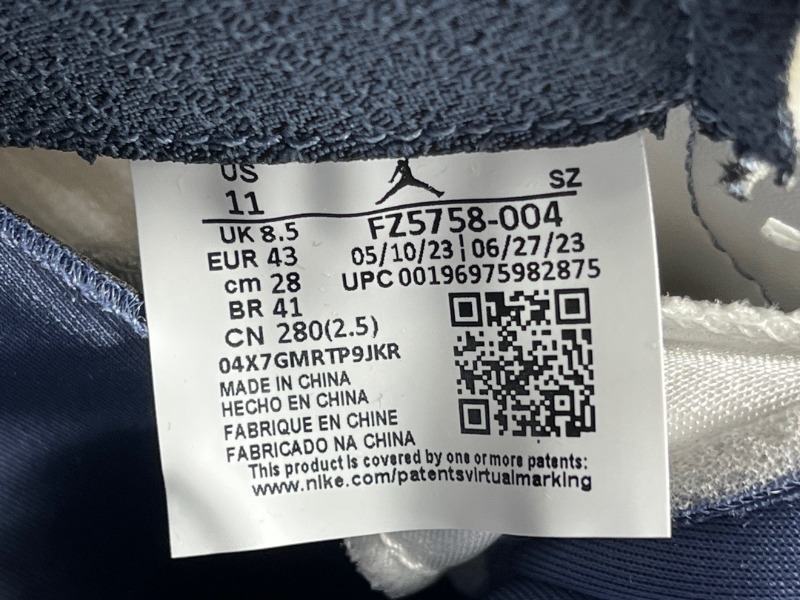 US
11
SZ
UK 8.5
FZ5758-004
EUR 43
05/10/23 | 06/27/23
cm 28
UPC 00196975982875
BR 41
CN 280(2.5)
04X7GMRTP9JKR
MADE IN CHINA
HECHO EN CHINA
FABRIQUE EN CHINE
FABRICADO NA CHINA
This product is covered by one or more patents:
www.nike.com/patentsvirtualmarking